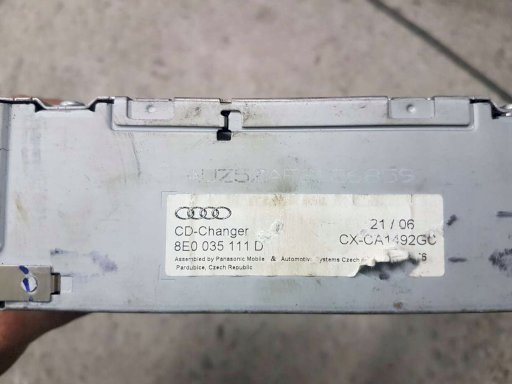 21 / 06
CD-Changer
CX-CA1492GC
8E0 035 111 D
Assembled by Panasonic Mobile & Automotive Systems Czech
Pardubice, Czech Republic